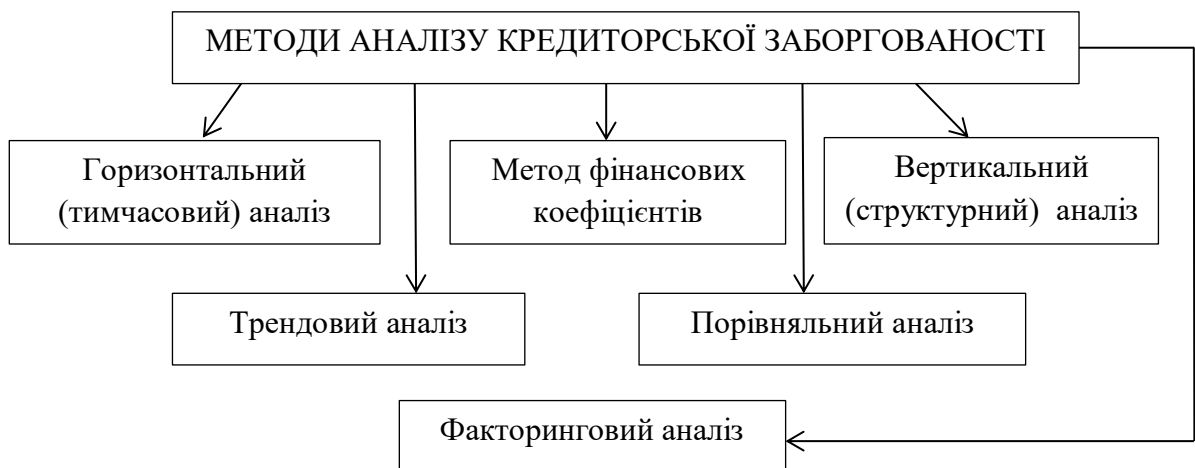 МЕТОДИ АНАЛІЗУ КРЕДИТОРСЬКОЇ ЗАБОРГОВАНОСТІ
Горизонтальний
(тимчасовий) аналіз
Метод фінансових
коефіцієнтів
Вертикальний
(структурний) аналіз
Трендовий аналіз
Порівняльний аналіз
Факторинговий аналіз